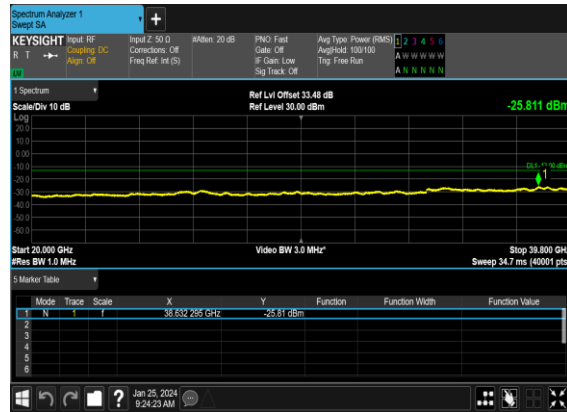 Spectrum Analyzer 1
Swept SA
+
KEYSIGHT Input: RF Input Z: 50 Ω #Atten: 20 dB PNO: Fast Avg Type: Power (RMS) 1 2 3 4 5 6
R T Coupling: DC Corrections: Off Gate: Off Avg|Hold: 100/100 A W W W W W
Align: Off Freq Ref: Int (S) IF Gain: Low Trig: Free Run
Sig Track: Off A N N N N N
1 Spectrum Ref Lvl Offset 33.48 dB
Scale/Div 10 dB Ref Level 30.00 dBm -25.811 dBm
Log
20.0
10.0
0.00
-10.0
1
-20.0
-30.0
-40.0
-50.0
-60.0
Start 20.000 GHz Video BW 3.0 MHz* Stop 39.800 GHz
#Res BW 1.0 MHz Sweep 34.7 ms (40001 pts
5 Marker Table
Mode Trace Scale X Y Function Function Width Function Value
1 N 1 f 38.632 295 GHz -25.81 dBm
2
3
4
5
6
? Jan 25, 2024
9:24:23 AM